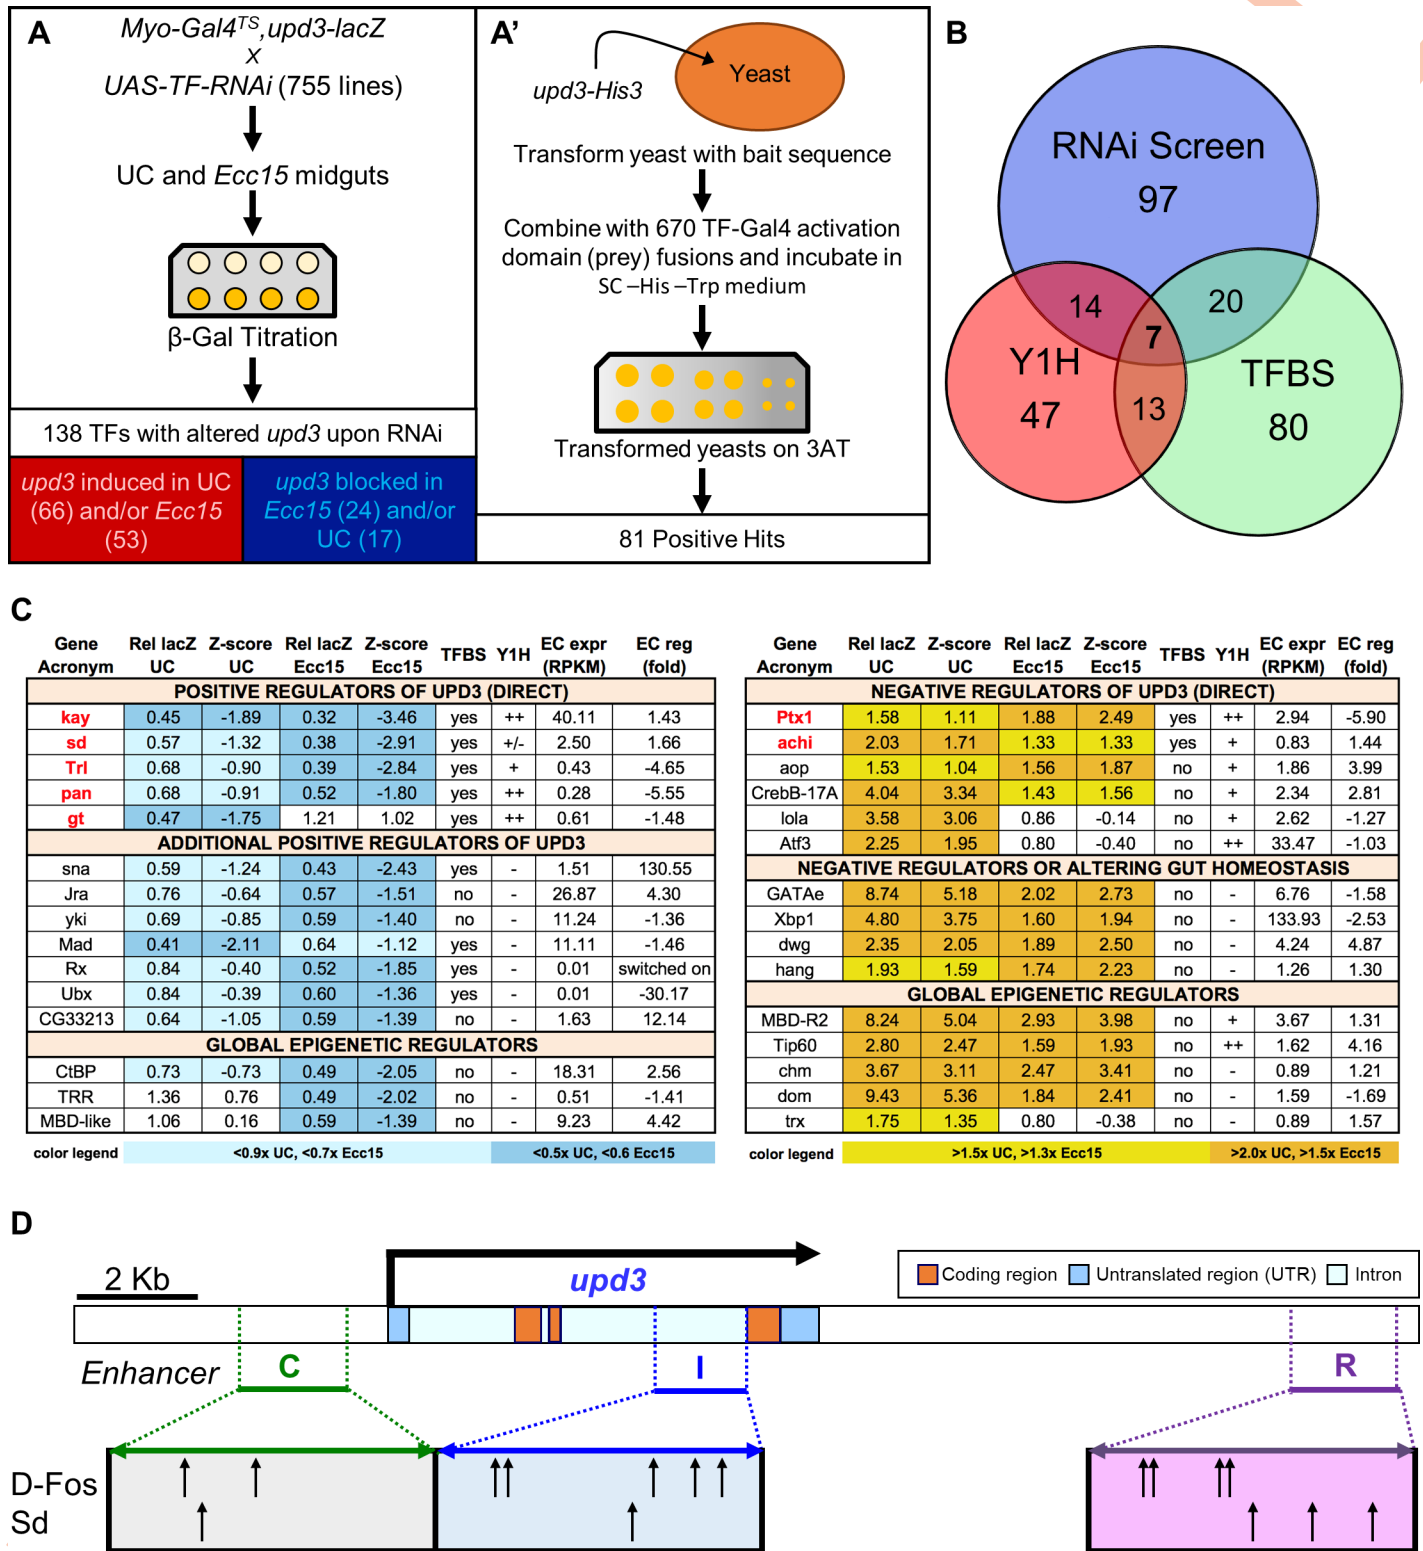 A
Myo-Gal4TS,upd3-lacZ
X
UAS-TF-RNAi (755 lines)
UC and Ecc15 midguts
β-Gal Titration
138 TFs with altered upd3 upon RNAi
upd3 induced in UC
(66) and/or Ecc15
(53)
upd3 blocked in
Ecc15 (24) and/or
UC (17)
A'
upd3-His3
Yeast
Transform yeast with bait sequence
Combine with 670 TF-Gal4 activation
domain (prey) fusions and incubate in
SC –His –Trp medium
Transformed yeasts on 3AT
81 Positive Hits
B
RNAi Screen
97
14
20
7
Y1H
47
13
TFBS
80
C
Gene Acronym Rel lacZ UC Z-score UC Rel lacZ Ecc15 Z-score Ecc15 TFBS Y1H EC expr (RPKM) EC reg (fold)
POSITIVE REGULATORS OF UPD3 (DIRECT)
kay 0.45 -1.89 0.32 -3.46 yes ++ 40.11 1.43
sd 0.57 -1.32 0.38 -2.91 yes +/- 2.50 1.66
Trl 0.68 -0.90 0.39 -2.84 yes + 0.43 -4.65
pan 0.68 -0.91 0.52 -1.80 yes ++ 0.28 -5.55
gt 0.47 -1.75 1.21 1.02 yes ++ 0.61 -1.48
ADDITIONAL POSITIVE REGULATORS OF UPD3
sna 0.59 -1.24 0.43 -2.43 yes - 1.51 130.55
Jra 0.76 -0.64 0.57 -1.51 no - 26.87 4.30
yki 0.69 -0.85 0.59 -1.40 no - 11.24 -1.36
Mad 0.41 -2.11 0.64 -1.12 yes - 11.11 -1.46
Rx 0.84 -0.40 0.52 -1.85 yes - 0.01 switched on
Ubx 0.84 -0.39 0.60 -1.36 yes - 0.01 -30.17
CG33213 0.64 -1.05 0.59 -1.39 no - 1.63 12.14
GLOBAL EPIGENETIC REGULATORS
CtBP 0.73 -0.73 0.49 -2.05 no - 18.31 2.56
TRR 1.36 0.76 0.49 -2.02 no - 0.51 -1.41
MBD-like 1.06 0.16 0.59 -1.39 no - 9.23 4.42
color legend <0.9x UC, <0.7x Ecc15 <0.5x UC, <0.6 Ecc15
Gene Acronym Rel lacZ UC Z-score UC Rel lacZ Ecc15 Z-score Ecc15 TFBS Y1H EC expr (RPKM) EC reg (fold)
NEGATIVE REGULATORS OF UPD3 (DIRECT)
Ptx1 1.58 1.11 1.88 2.49 yes ++ 2.94 -5.90
achi 2.03 1.71 1.33 1.33 yes + 0.83 1.44
aop 1.53 1.04 1.56 1.87 no + 1.86 3.99
CrebB-17A 4.04 3.34 1.43 1.56 no + 2.34 2.81
lola 3.58 3.06 0.86 -0.14 no + 2.62 -1.27
Atf3 2.25 1.95 0.80 -0.40 no ++ 33.47 -1.03
NEGATIVE REGULATORS OR ALTERING GUT HOMEOSTASIS
GATAe 8.74 5.18 2.02 2.73 no - 6.76 -1.58
Xbp1 4.80 3.75 1.60 1.94 no - 133.93 -2.53
dwg 2.35 2.05 1.89 2.50 no - 4.24 4.87
hang 1.93 1.59 1.74 2.23 no - 1.26 1.30
GLOBAL EPIGENETIC REGULATORS
MBD-R2 8.24 5.04 2.93 3.98 no + 3.67 1.31
Tip60 2.80 2.47 1.59 1.93 no ++ 1.62 4.16
chm 3.67 3.11 2.47 3.41 no - 0.89 1.21
dom 9.43 5.36 1.84 2.41 no - 1.59 -1.69
trx 1.75 1.35 0.80 -0.38 no - 0.89 1.57
color legend >1.5x UC, >1.3x Ecc15 >2.0x UC, >1.5x Ecc15
D
2 Kb
upd3
Coding region Untranslated region (UTR) Intron
Enhancer C I R
D-Fos
Sd